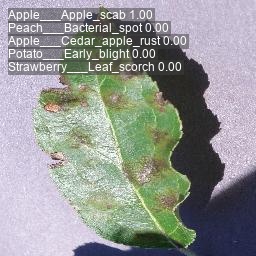 Apple___Apple_scab 1.00
Peach___Bacterial_spot 0.00
Apple___Cedar_apple_rust 0.00
Potato___Early_blight 0.00
Strawberry___Leaf_scorch 0.00